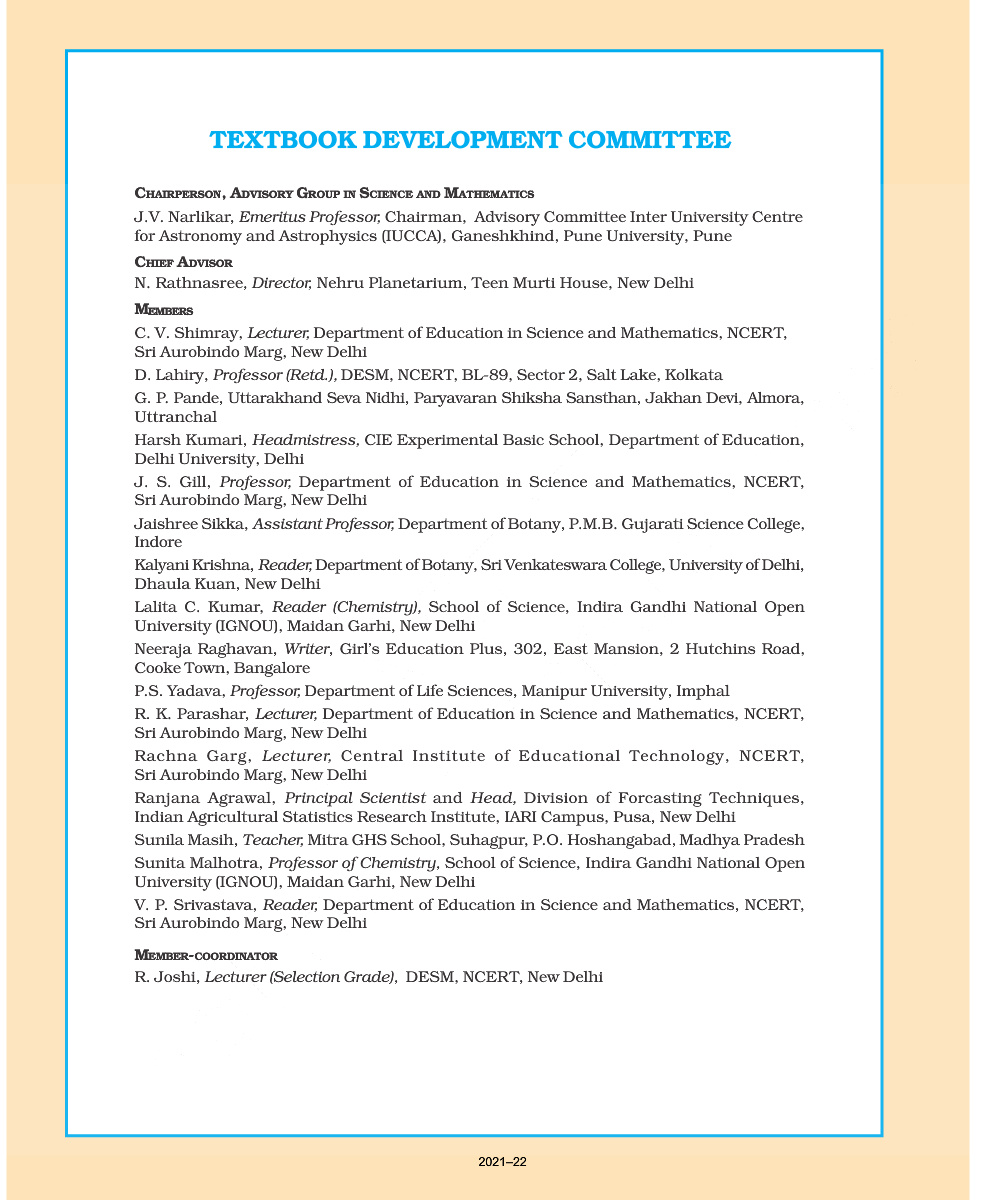 TEXTBOOK DEVELOPMENT COMMITTEE
Chairperson, Advisory Group in Science and Mathematics
J.V. Narlikar, Emeritus Professor, Chairman, Advisory Committee Inter University Centre
for Astronomy and Astrophysics (IUCCA), Ganeshkhind, Pune University, Pune
Chief Advisor
N. Rathnasree, Director, Nehru Planetarium, Teen Murti House, New Delhi
Members
C. V. Shimray, Lecturer, Department of Education in Science and Mathematics, NCERT,
Sri Aurobindo Marg, New Delhi
D. Lahiry, Professor (Retd.), DESM, NCERT, BL-89, Sector 2, Salt Lake, Kolkata
G. P. Pande, Uttarakhand Seva Nidhi, Paryavaran Shiksha Sansthan, Jakhan Devi, Almora,
Uttranchal
Harsh Kumari, Headmistress, CIE Experimental Basic School, Department of Education,
Delhi University, Delhi
J. S. Gill, Professor, Department of Education in Science and Mathematics, NCERT,
Sri Aurobindo Marg, New Delhi
Jaishree Sikka, Assistant Professor, Department of Botany, P.M.B. Gujarati Science College,
Indore
Kalyani Krishna, Reader, Department of Botany, Sri Venkateswara College, University of Delhi,
Dhaula Kuan, New Delhi
Lalita C. Kumar, Reader (Chemistry), School of Science, Indira Gandhi National Open
University (IGNOU), Maidan Garhi, New Delhi
Neeraja Raghavan, Writer, Girl's Education Plus, 302, East Mansion, 2 Hutchins Road,
Cooke Town, Bangalore
P.S. Yadava, Professor, Department of Life Sciences, Manipur University, Imphal
R. K. Parashar, Lecturer, Department of Education in Science and Mathematics, NCERT,
Sri Aurobindo Marg, New Delhi
Rachna Garg, Lecturer, Central Institute of Educational Technology, NCERT,
Sri Aurobindo Marg, New Delhi
Ranjana Agrawal, Principal Scientist and Head, Division of Forcasting Techniques,
Indian Agricultural Statistics Research Institute, IARI Campus, Pusa, New Delhi
Sunila Masih, Teacher, Mitra GHS School, Suhagpur, P.O. Hoshangabad, Madhya Pradesh
Sunita Malhotra, Professor of Chemistry, School of Science, Indira Gandhi National Open
University (IGNOU), Maidan Garhi, New Delhi
V. P. Srivastava, Reader, Department of Education in Science and Mathematics, NCERT,
Sri Aurobindo Marg, New Delhi
Member-coordinator
R. Joshi, Lecturer (Selection Grade), DESM, NCERT, New Delhi
2021–22